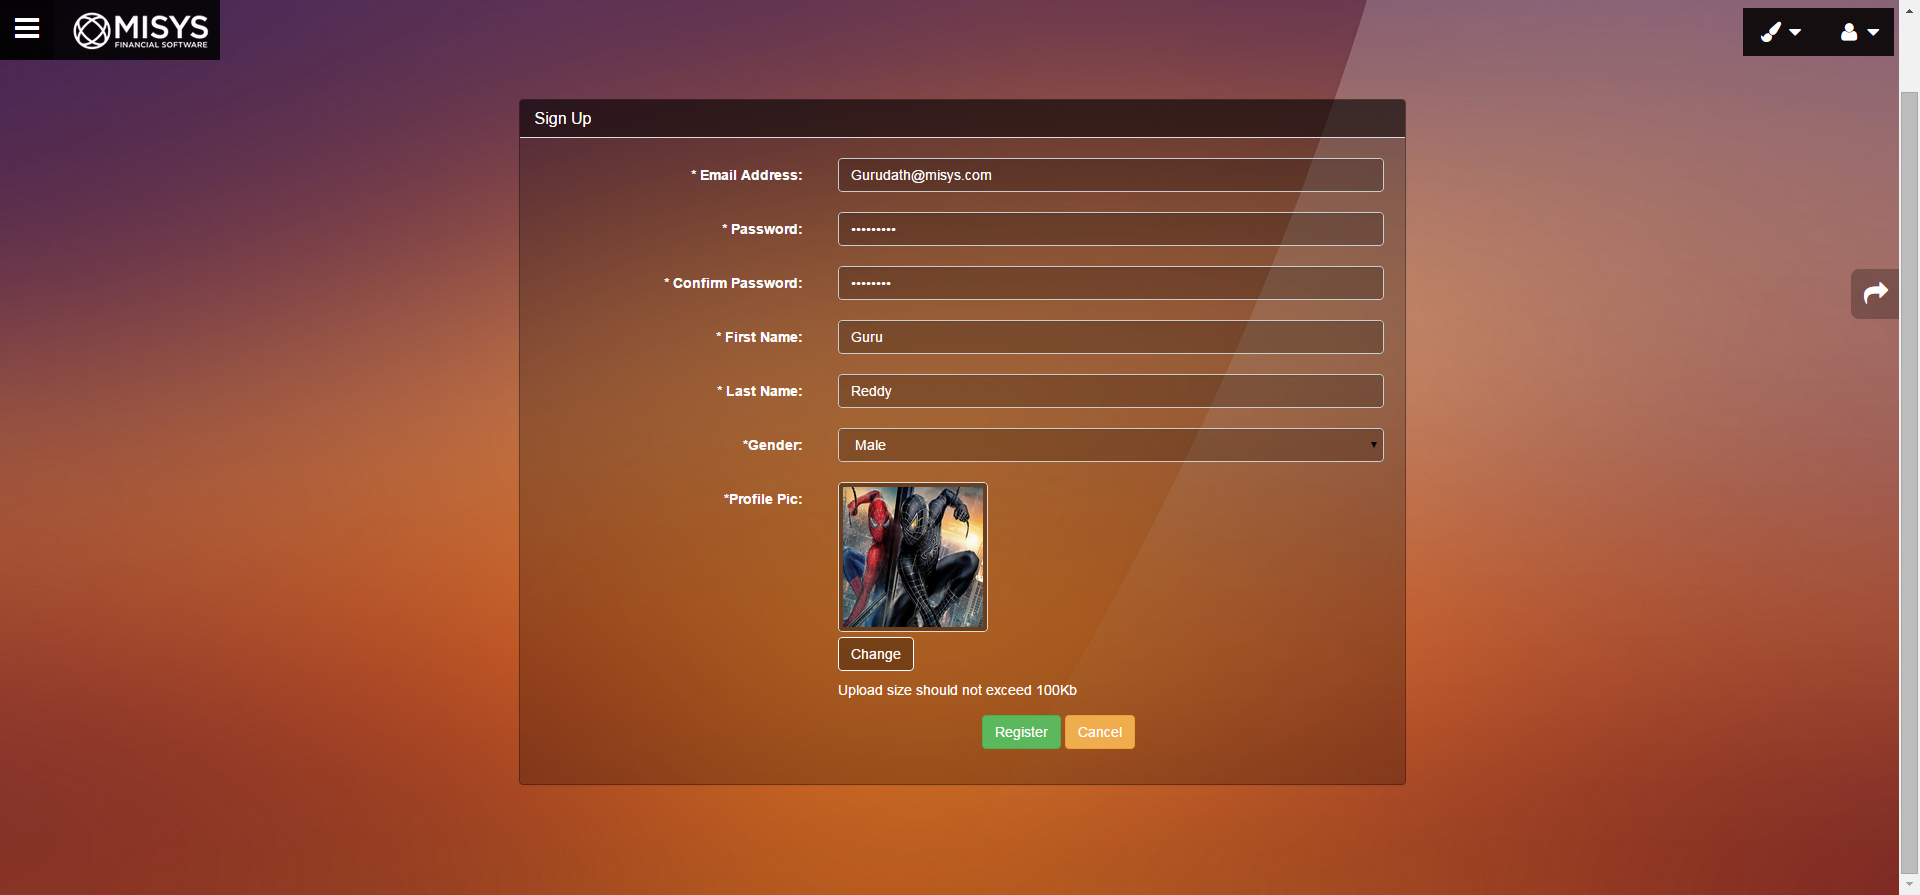 MISYS
FINANCIAL SOFTWARE
Sign Up
* Email Address: Gurudath@misys.com
* Password: •••••••••
* Confirm Password: ••••••••
* First Name: Guru
* Last Name: Reddy
*Gender: Male
*Profile Pic:
Change
Upload size should not exceed 100Kb
Register Cancel